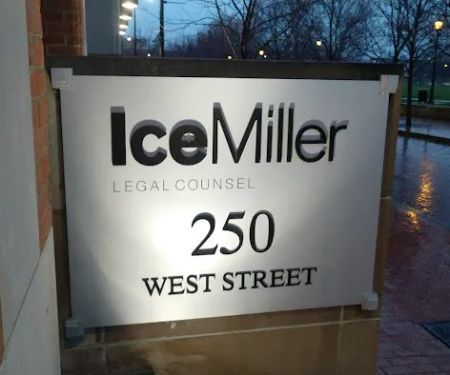 IceMiller
LEGAL COUNSEL
250
WEST STREET